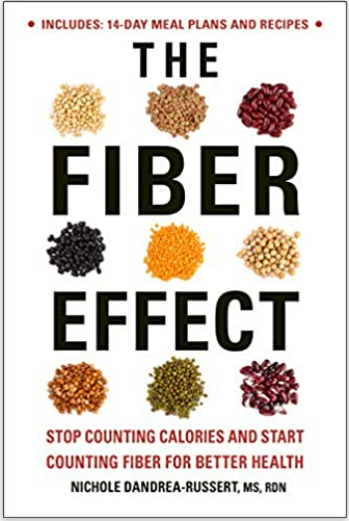 • INCLUDES: 14-DAY MEAL PLANS AND RECIPES •
THE
FIBER
EFFECT
STOP COUNTING CALORIES AND START
COUNTING FIBER FOR BETTER HEALTH
NICHOLE DANDREA-RUSSERT, MS, RDN